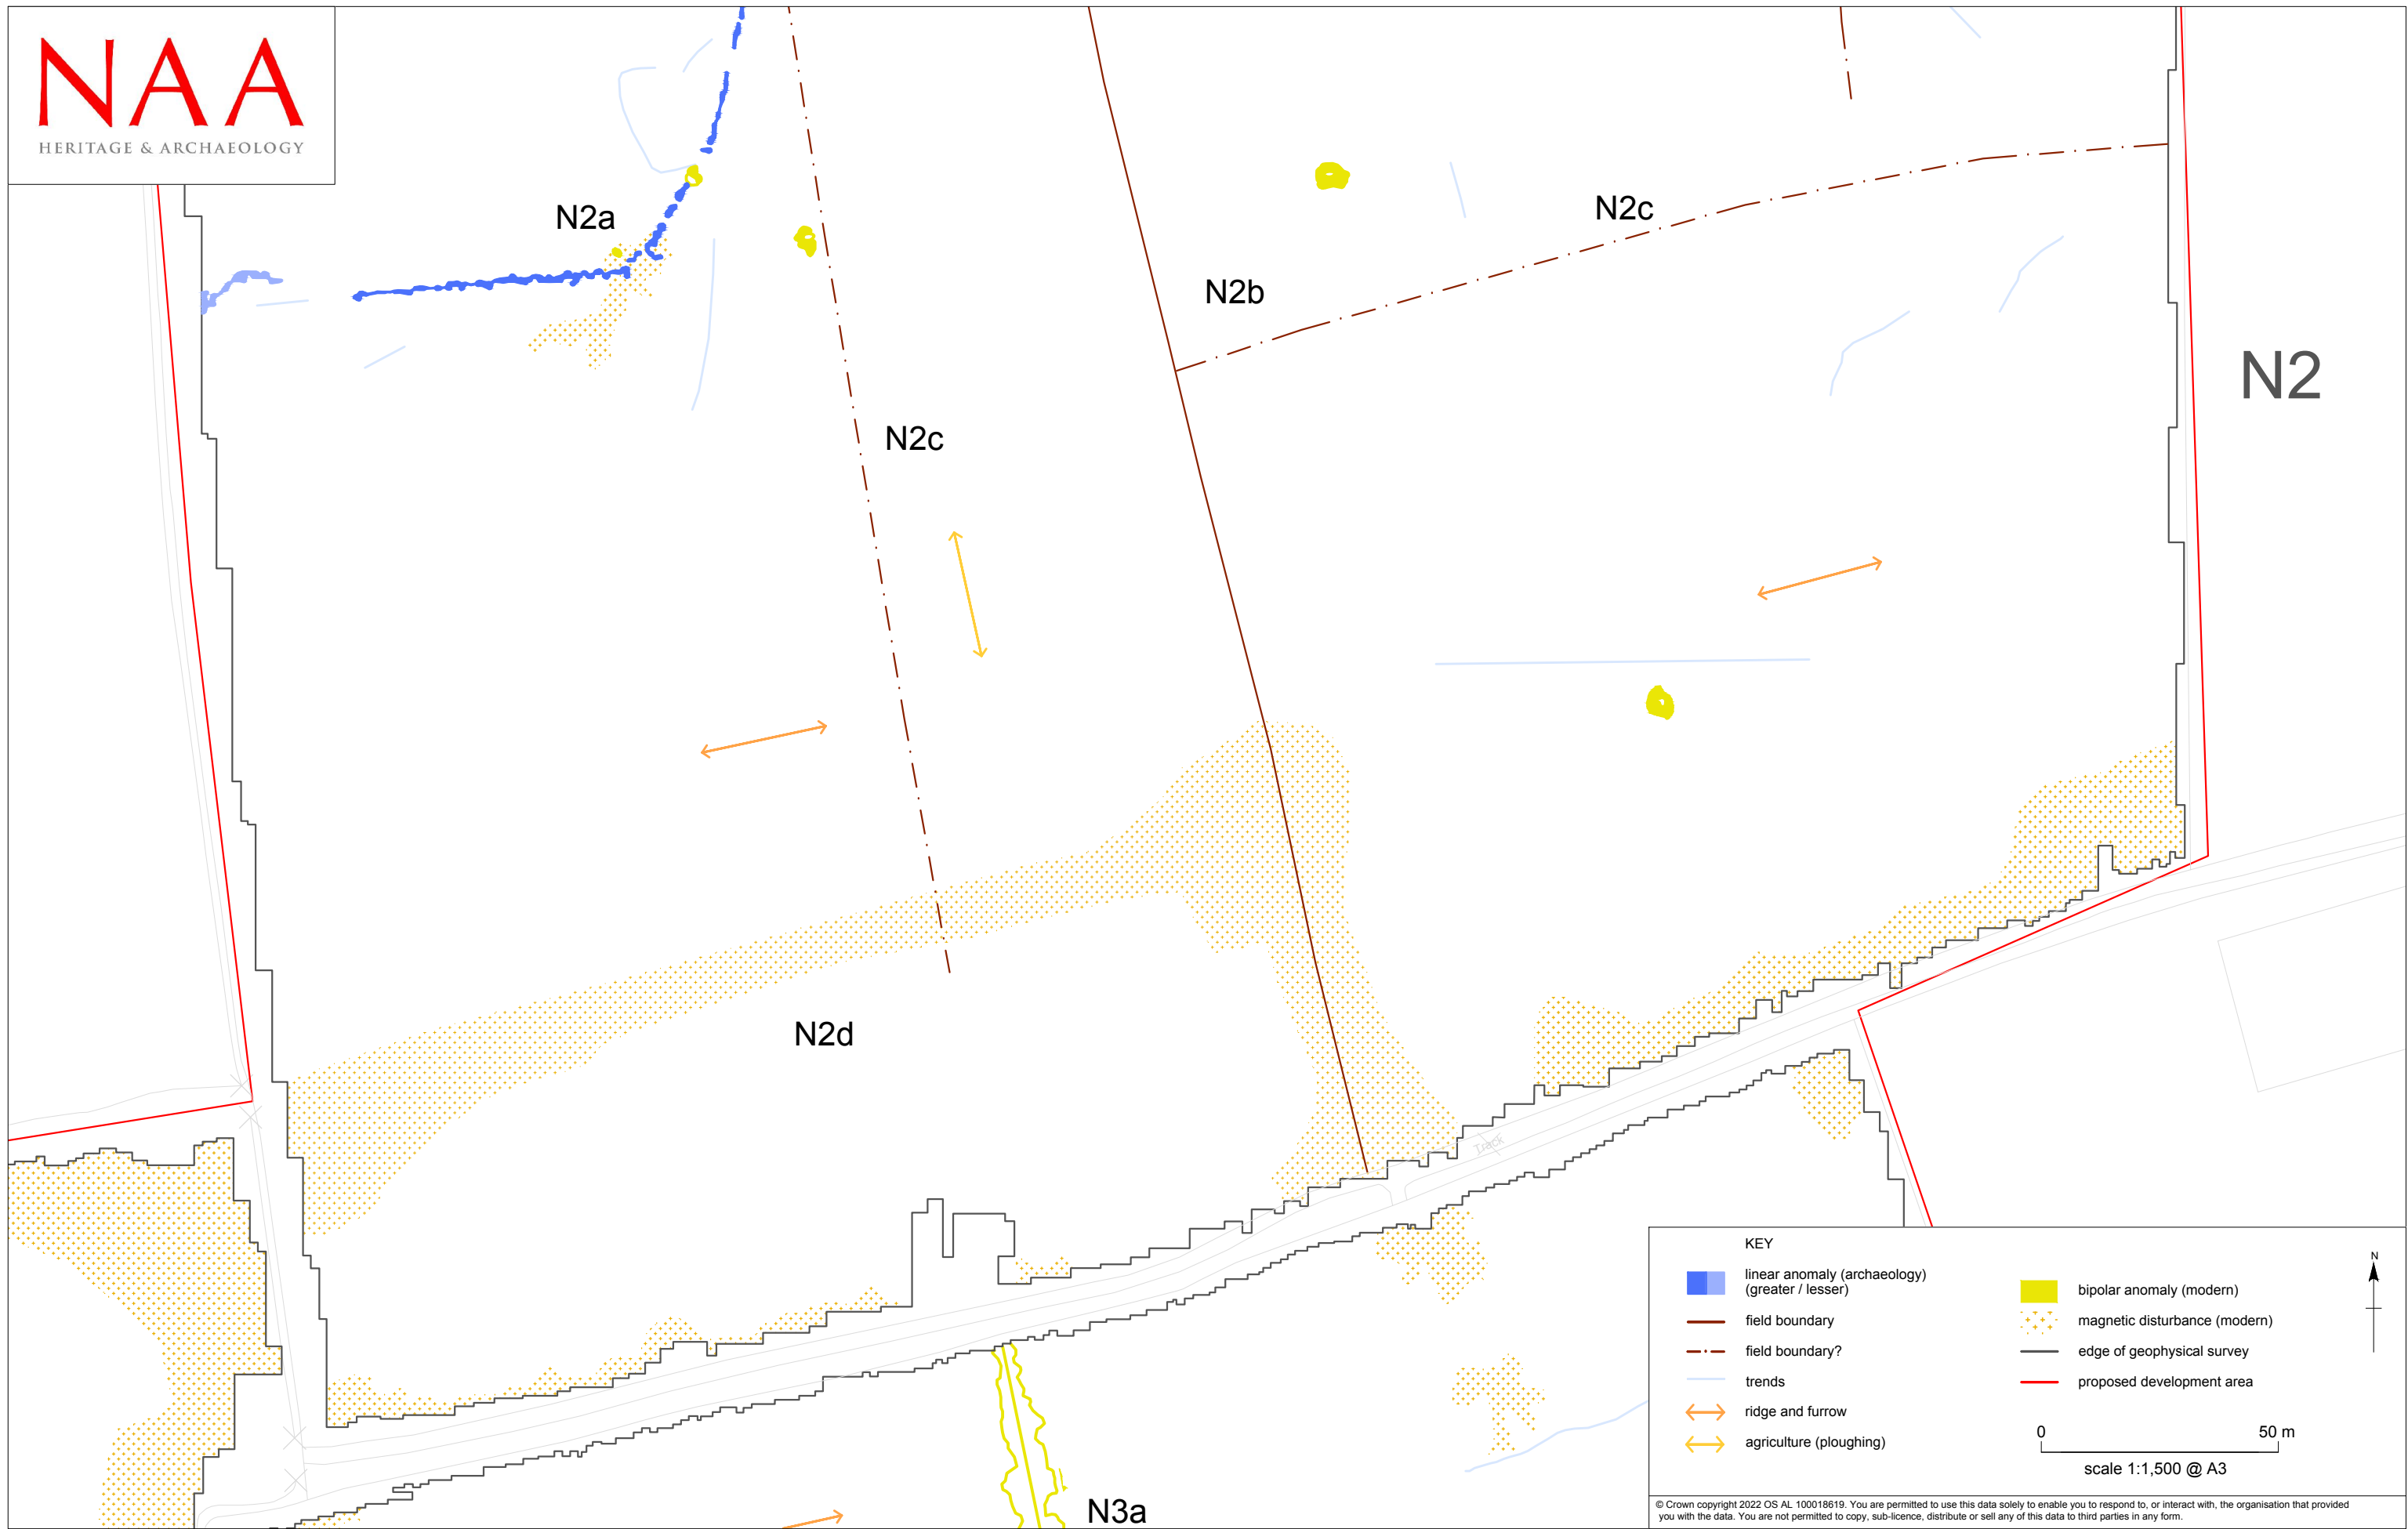 NAA
HERITAGE & ARCHAEOLOGY
N2a
N2c
N2b
N2c
N2
N2d
Track
N3a
KEY
linear anomaly (archaeology)
(greater / lesser)
field boundary
field boundary?
trends
ridge and furrow
agriculture (ploughing)
bipolar anomaly (modern)
magnetic disturbance (modern)
edge of geophysical survey
proposed development area
N
0 50 m
scale 1:1,500 @ A3
© Crown copyright 2022 OS AL 100018619. You are permitted to use this data solely to enable you to respond to, or interact with, the organisation that provided
you with the data. You are not permitted to copy, sub-licence, distribute or sell any of this data to third parties in any form.